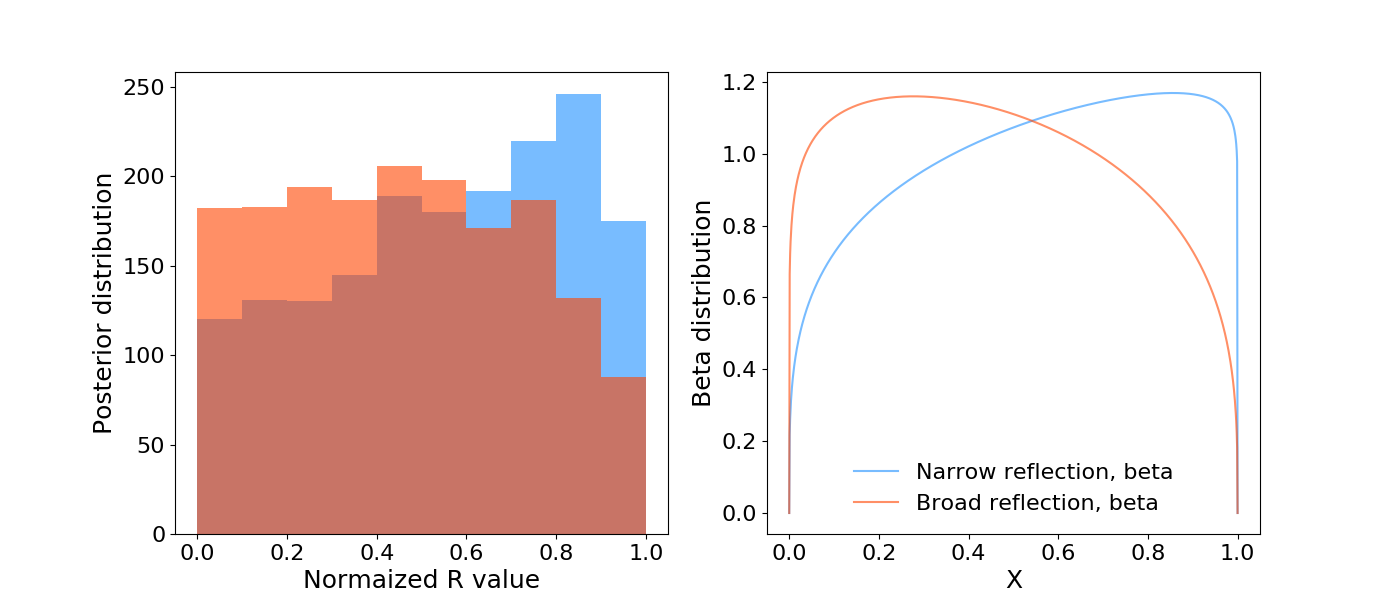 250
200
150
100
50
0
0.0 0.2 0.4 0.6 0.8 1.0
Posterior distribution
Normaized R value
1.2
1.0
0.8
0.6
0.4
0.2
0.0
0.0 0.2 0.4 0.6 0.8 1.0
Beta distribution
X
Narrow reflection, beta
Broad reflection, beta